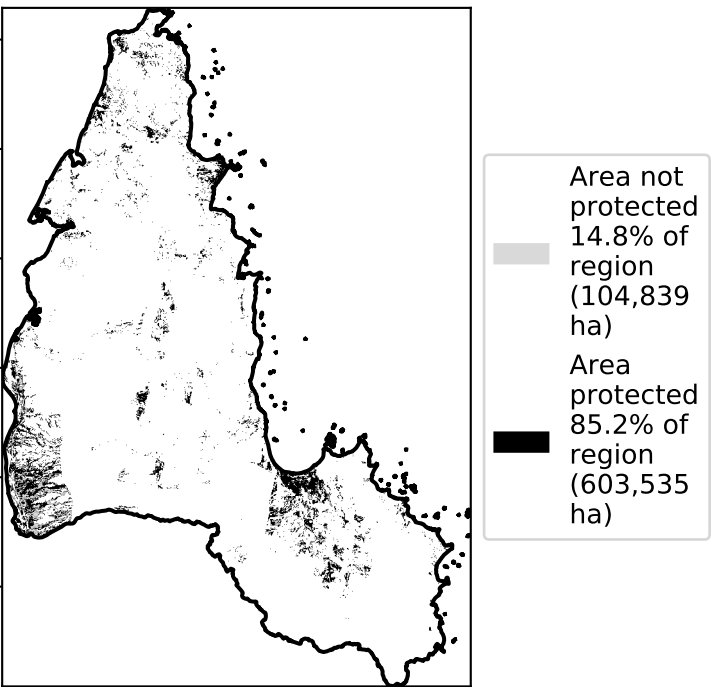 Area not
protected
14.8% of
region
(104,839
ha)
Area
protected
85.2% of
region
(603,535
ha)